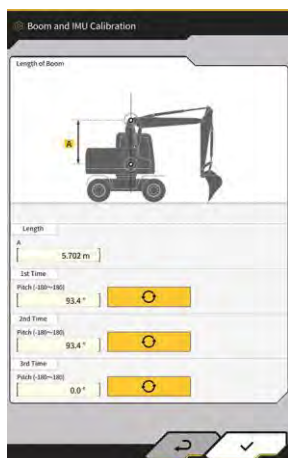 Boom and IMU Calibration
Length of Boom
A
Length
A
5.702 m
1st Time
Pitch (-180~180)
93.4 °
2nd Time
Pitch (-180~180)
93.4 °
3rd Time
Pitch (-180~180)
0.0 °